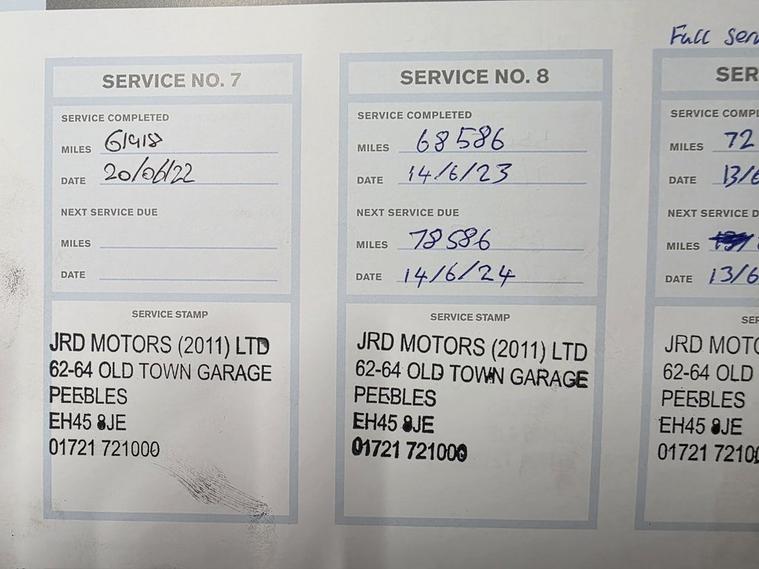 SERVICE NO. 7
SERVICE COMPLETED
MILES 61918
DATE 20/06/22
NEXT SERVICE DUE
MILES
DATE
SERVICE STAMP
JRD MOTORS (2011) LTD
62-64 OLD TOWN GARAGE
PEEBLES
EH45 8JE
01721 721000
SERVICE NO. 8
SERVICE COMPLETED
MILES 68586
DATE 14/6/23
NEXT SERVICE DUE
MILES 78586
DATE 14/6/24
SERVICE STAMP
JRD MOTORS (2011) LTD
62-64 OLD TOWN GARAGE
PEEBLES
EH45 8JE
01721 721000
Full Serv
SER
SERVICE COMPL
MILES 72
DATE 13/6
NEXT SERVICE D
MILES
DATE 13/6
SER
JRD MOTO
62-64 OLD
PEEBLES
EH45 8JE
01721 7210